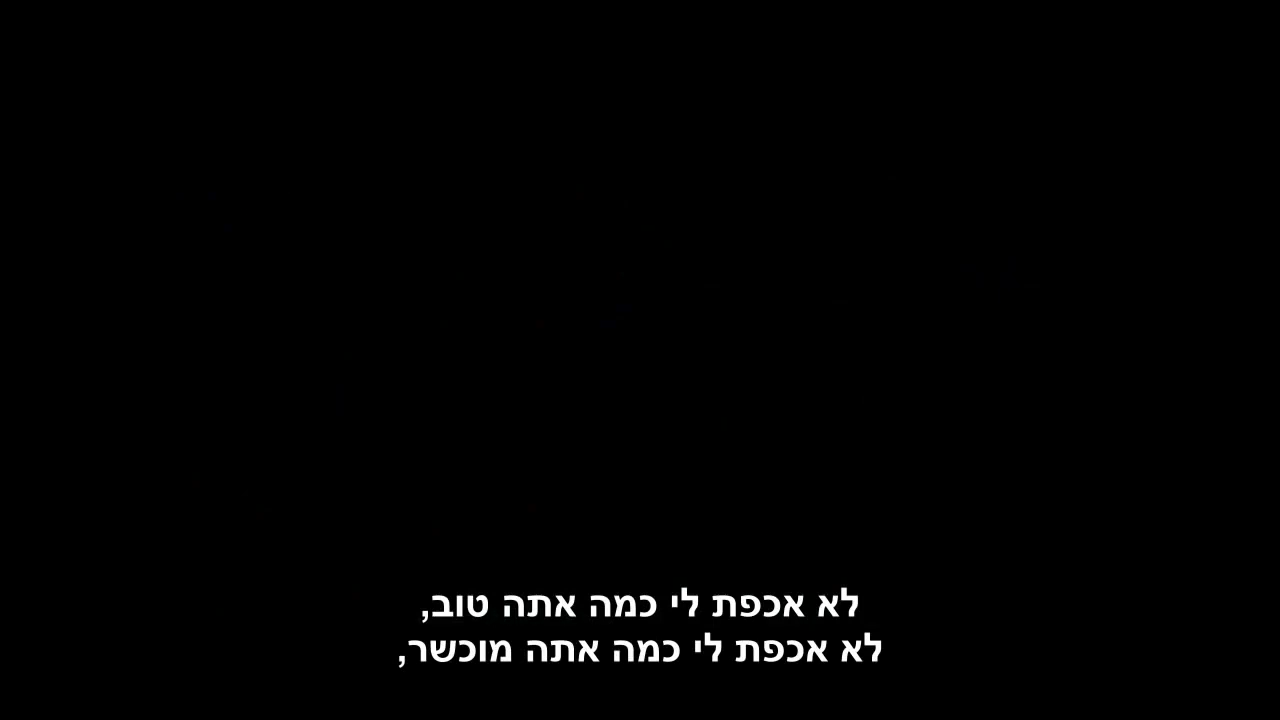 לא אכפת לי כמה אתה טוב,
לא אכפת לי כמה אתה מוכשר,